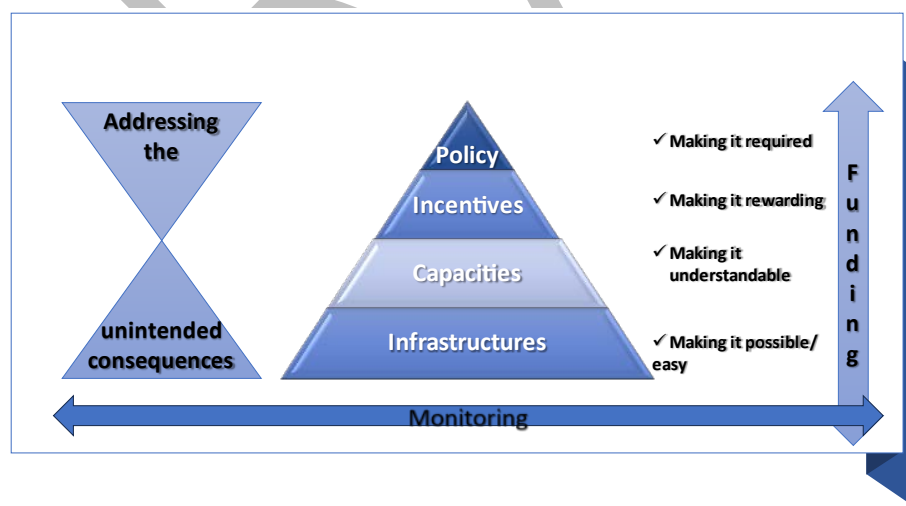 Addressing
the
unintended
consequences
Policy
Incentives
Capacities
Infrastructures
✓ Making it required
✓ Making it rewarding
✓ Making it
understandable
✓ Making it possible/
easy
Funding
Monitoring